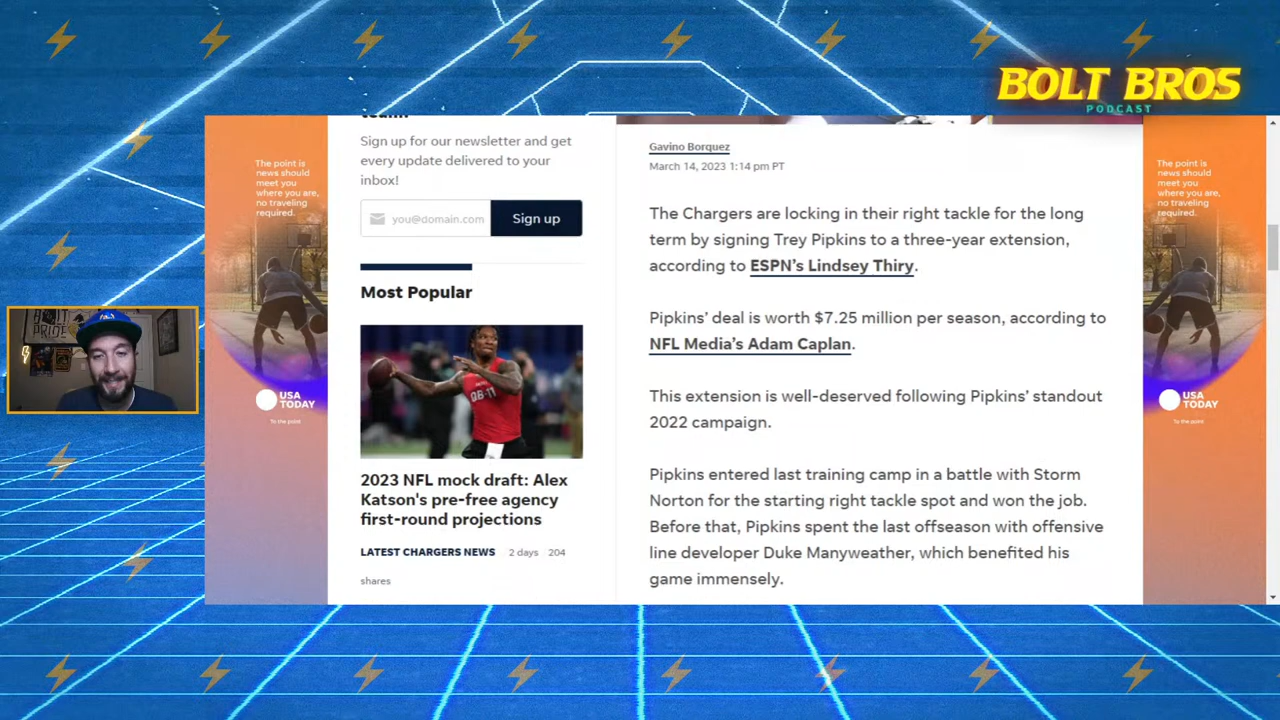 BOLT BROS
PODCAST
The point is
news should
meet you
where you are,
no traveling
required.
USA
TODAY
To the point
Sign up for our newsletter and get
every update delivered to your
inbox!
you@domain.com
Sign up
Most Popular
QB-11
2023 NFL mock draft: Alex
Katson's pre-free agency
first-round projections
LATEST CHARGERS NEWS 2 days 204
shares
Gavino Borquez
March 14, 2023 1:14 pm PT
The Chargers are locking in their right tackle for the long
term by signing Trey Pipkins to a three-year extension,
according to ESPN’s Lindsey Thiry.
Pipkins’ deal is worth $7.25 million per season, according to
NFL Media’s Adam Caplan.
This extension is well-deserved following Pipkins’ standout
2022 campaign.
Pipkins entered last training camp in a battle with Storm
Norton for the starting right tackle spot and won the job.
Before that, Pipkins spent the last offseason with offensive
line developer Duke Manyweather, which benefited his
game immensely.
The point is
news should
meet you
where you are,
no traveling
required.
USA
TODAY
To the point